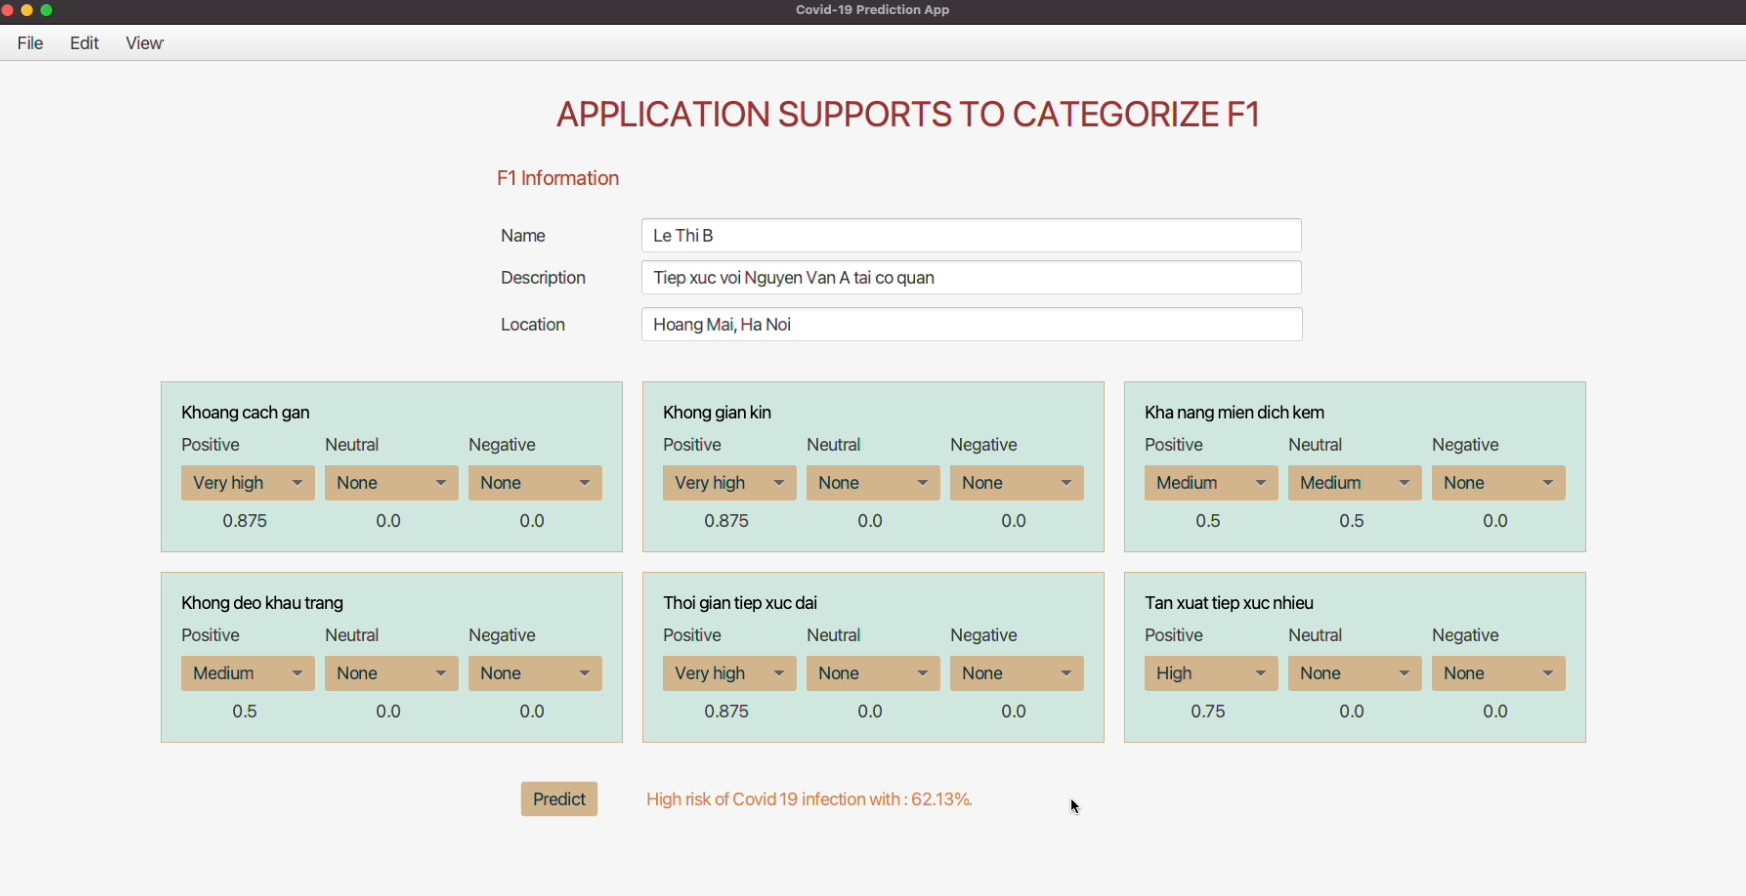 Covid-19 Prediction App
File Edit View
APPLICATION SUPPORTS TO CATEGORIZE F1
F1 Information
Name Le Thi B
Description Tiep xuc voi Nguyen Van A tai co quan
Location Hoang Mai, Ha Noi
Khoang cach gan
Positive Neutral Negative
Very high None None
0.875 0.0 0.0
Khong gian kin
Positive Neutral Negative
Very high None None
0.875 0.0 0.0
Kha nang mien dich kem
Positive Neutral Negative
Medium Medium None
0.5 0.5 0.0
Khong deo khau trang
Positive Neutral Negative
Medium None None
0.5 0.0 0.0
Thoi gian tiep xuc dai
Positive Neutral Negative
Very high None None
0.875 0.0 0.0
Tan xuat tiep xuc nhieu
Positive Neutral Negative
High None None
0.75 0.0 0.0
Predict High risk of Covid 19 infection with : 62.13%.